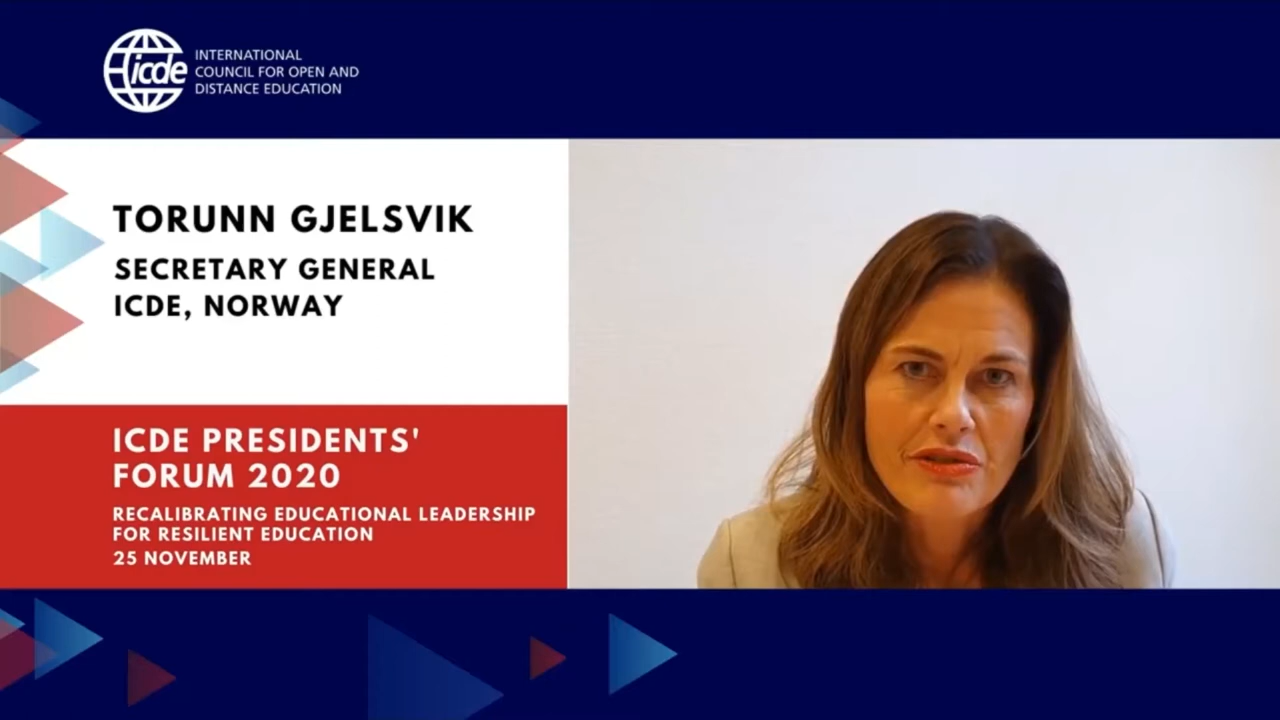 icde
INTERNATIONAL
COUNCIL FOR OPEN AND
DISTANCE EDUCATION
TORUNN GJELSVIK
SECRETARY GENERAL
ICDE, NORWAY
ICDE PRESIDENTS'
FORUM 2020
RECALIBRATING EDUCATIONAL LEADERSHIP
FOR RESILIENT EDUCATION
25 NOVEMBER